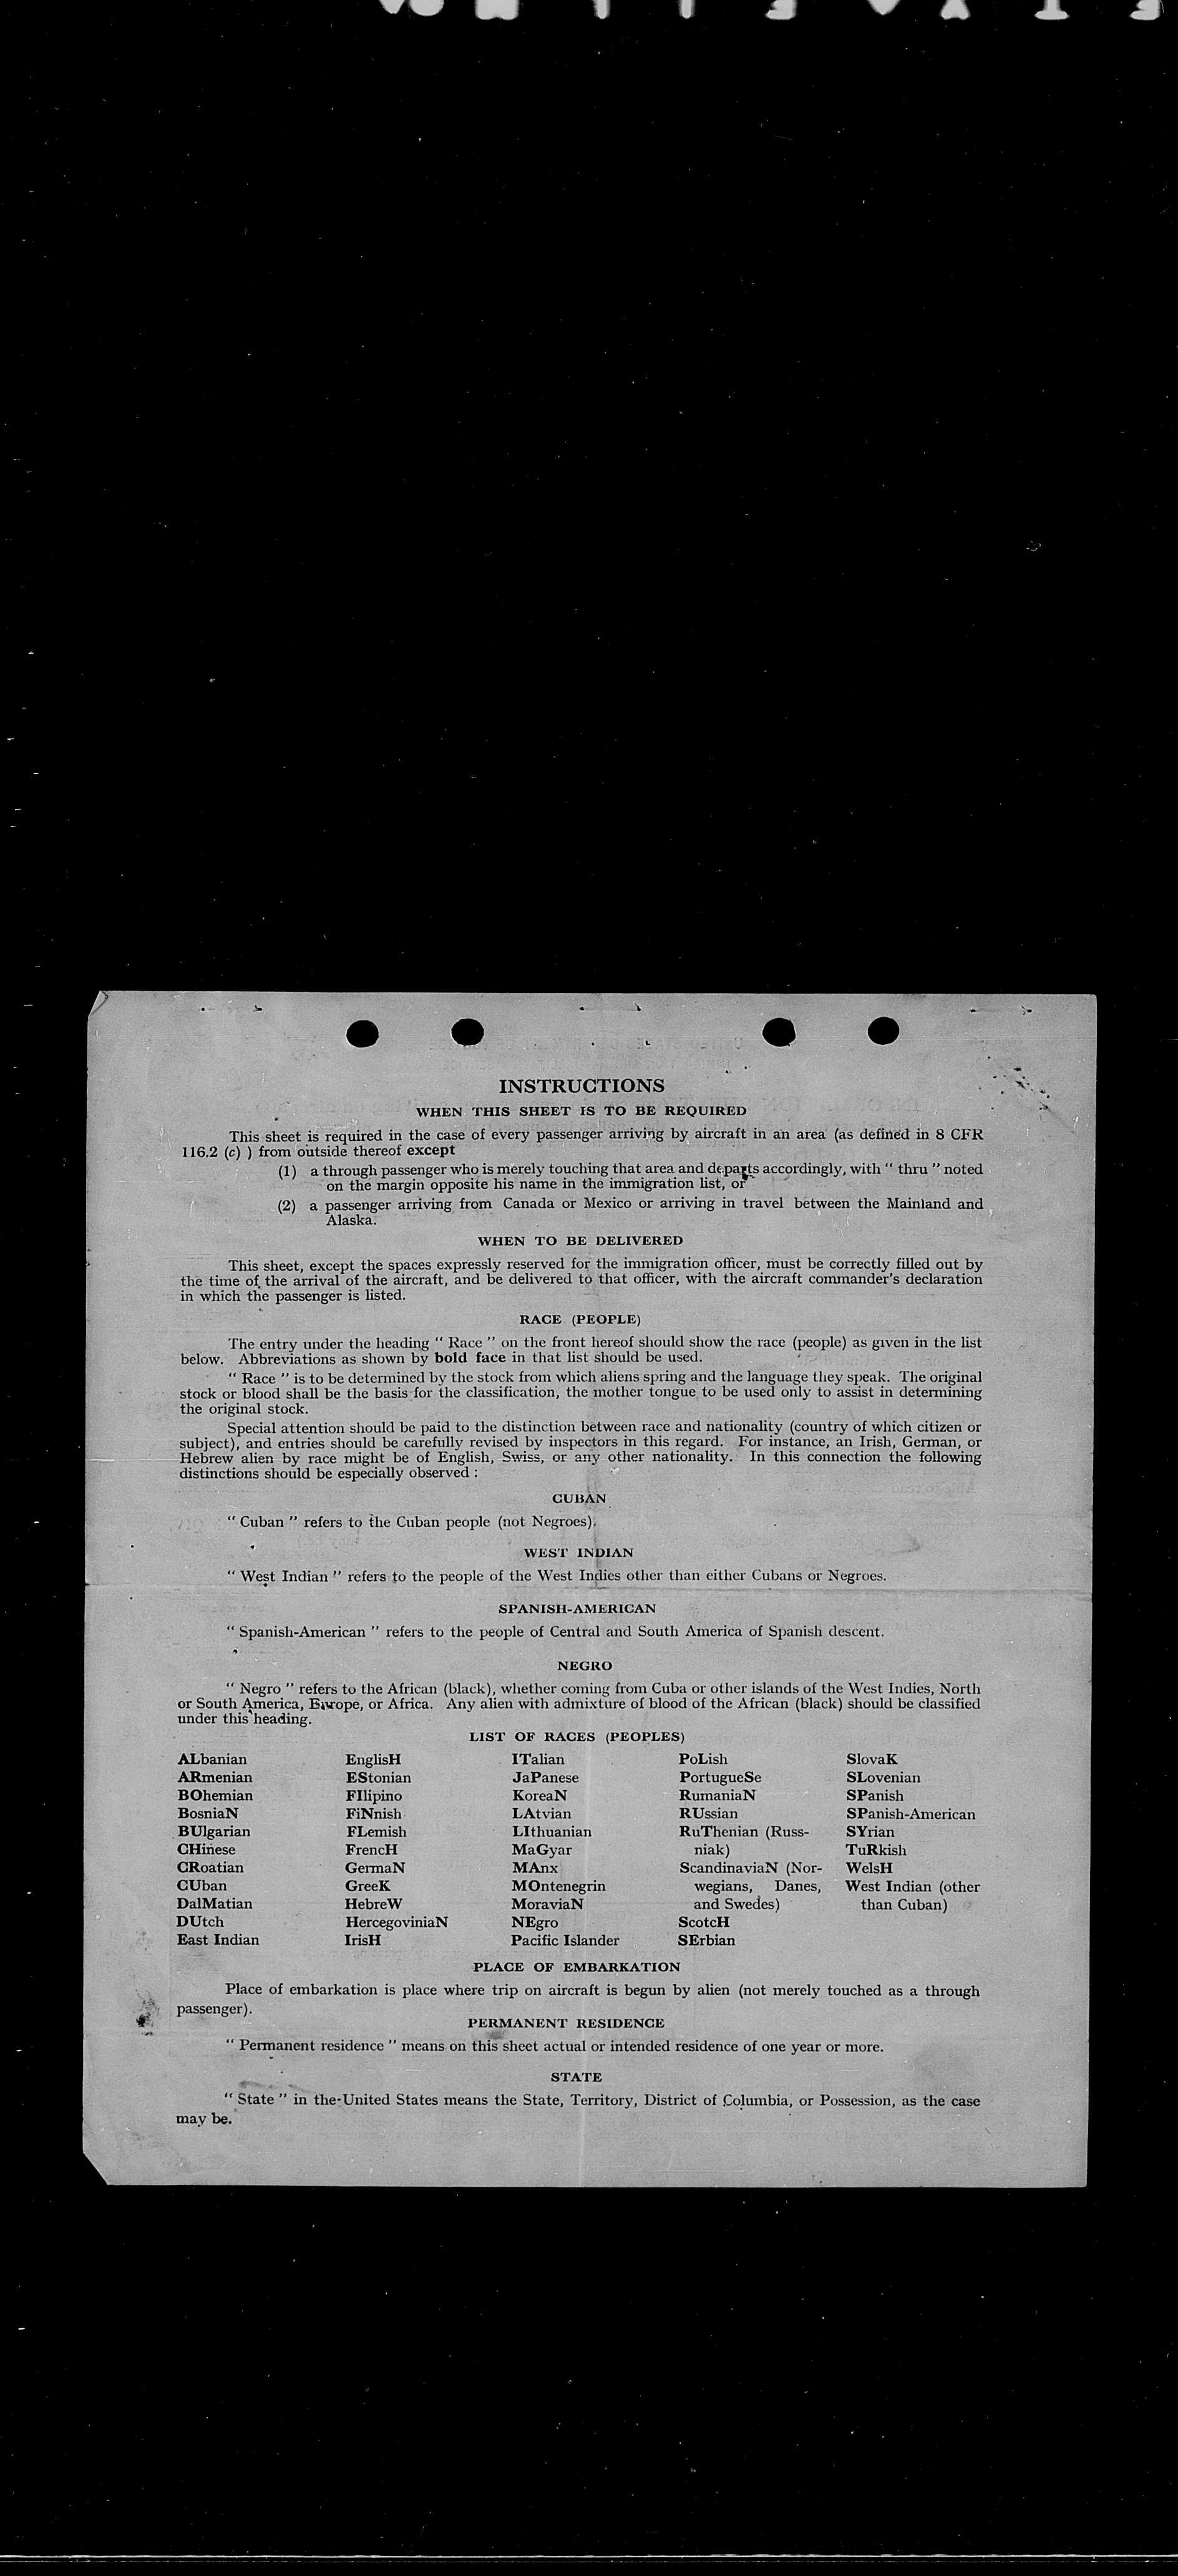 INSTRUCTIONS
WHEN THIS SHEET IS TO BE REQUIRED
This sheet is required in the case of every passenger arriving by aircraft in an area (as defined in 8 CFR
116.2 (c) ) from outside thereof except
(1) a through passenger who is merely touching that area and departs accordingly, with “ thru ” noted
on the margin opposite his name in the immigration list, or
(2) a passenger arriving from Canada or Mexico or arriving in travel between the Mainland and
Alaska.
WHEN TO BE DELIVERED
This sheet, except the spaces expressly reserved for the immigration officer, must be correctly filled out by
the time of the arrival of the aircraft, and be delivered to that officer, with the aircraft commander's declaration
in which the passenger is listed.
RACE (PEOPLE)
The entry under the heading “ Race ” on the front hereof should show the race (people) as given in the list
below. Abbreviations as shown by bold face in that list should be used.
“ Race ” is to be determined by the stock from which aliens spring and the language they speak. The original
stock or blood shall be the basis for the classification, the mother tongue to be used only to assist in determining
the original stock.
Special attention should be paid to the distinction between race and nationality (country of which citizen or
subject), and entries should be carefully revised by inspectors in this regard. For instance, an Irish, German, or
Hebrew alien by race might be of English, Swiss, or any other nationality. In this connection the following
distinctions should be especially observed :
CUBAN
“ Cuban ” refers to the Cuban people (not Negroes).
WEST INDIAN
“ West Indian ” refers to the people of the West Indies other than either Cubans or Negroes.
SPANISH-AMERICAN
“ Spanish-American ” refers to the people of Central and South America of Spanish descent.
NEGRO
“ Negro ” refers to the African (black), whether coming from Cuba or other islands of the West Indies, North
or South America, Europe, or Africa. Any alien with admixture of blood of the African (black) should be classified
under this heading.
LIST OF RACES (PEOPLES)
ALbanian
ARmenian
BOhemian
BosniaN
BUlgarian
CHinese
CRoatian
CUban
DalMatian
DUtch
East Indian
EnglisH
EStonian
FIlipino
FiNnish
FLemish
FrencH
GermaN
GreeK
HebreW
HercegoviniaN
IrisH
ITalian
JaPanese
KoreaN
LAtvian
LIthuanian
MaGyar
MAnx
MOntenegrin
MoraviaN
NEgro
Pacific Islander
PoLish
PortugueSe
RumaniaN
RUssian
RuThenian (Russ-
niak)
ScandinaviaN (Nor-
wegians, Danes,
and Swedes)
ScotcH
SErbian
SlovaK
SLovenian
SPanish
SPanish-American
SYrian
TuRkish
WelsH
West Indian (other
than Cuban)
PLACE OF EMBARKATION
Place of embarkation is place where trip on aircraft is begun by alien (not merely touched as a through
passenger).
PERMANENT RESIDENCE
“ Permanent residence ” means on this sheet actual or intended residence of one year or more.
STATE
“ State ” in the United States means the State, Territory, District of Columbia, or Possession, as the case
may be.